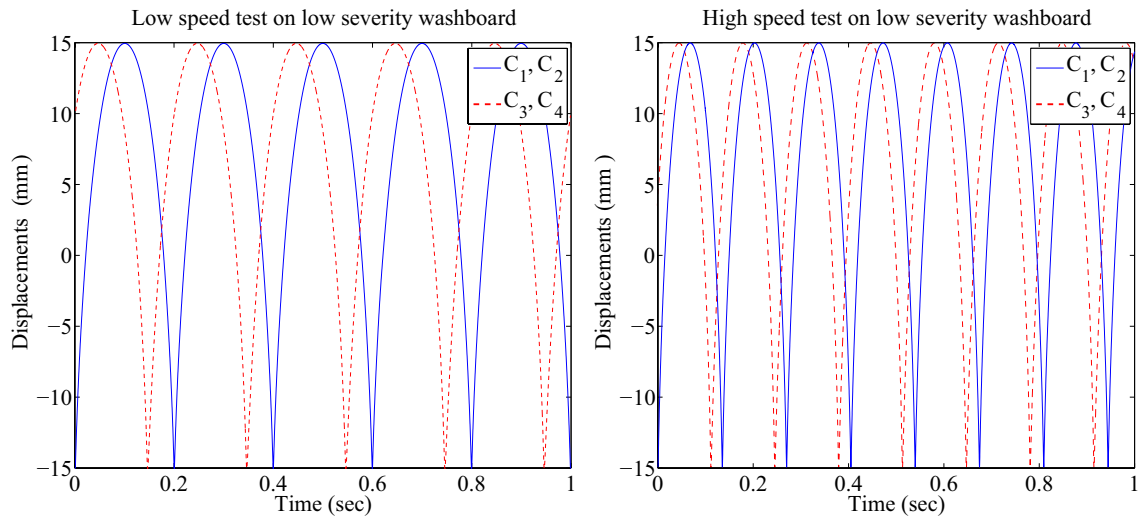 Low speed test on low severity washboard
15
10
5
0
−5
−10
−15
Displacements (mm)
C1, C2
C3, C4
0 0.2 0.4 0.6 0.8 1
Time (sec)
High speed test on low severity washboard
15
10
5
0
−5
−10
−15
Displacements (mm )
C1, C2
C3, C4
0 0.2 0.4 0.6 0.8 1
Time (sec)